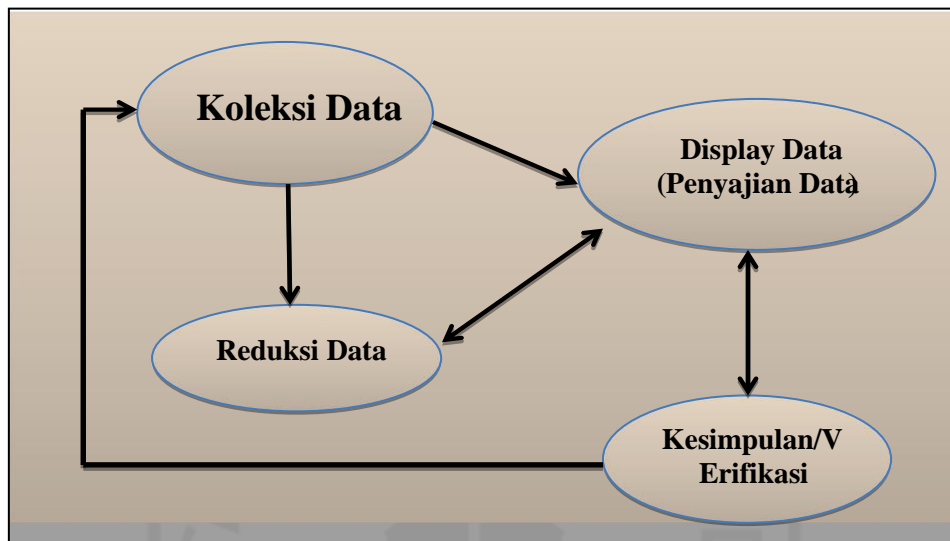 Koleksi Data
Display Data
(Penyajian Data)
Reduksi Data
Kesimpulan/V
Erifikasi